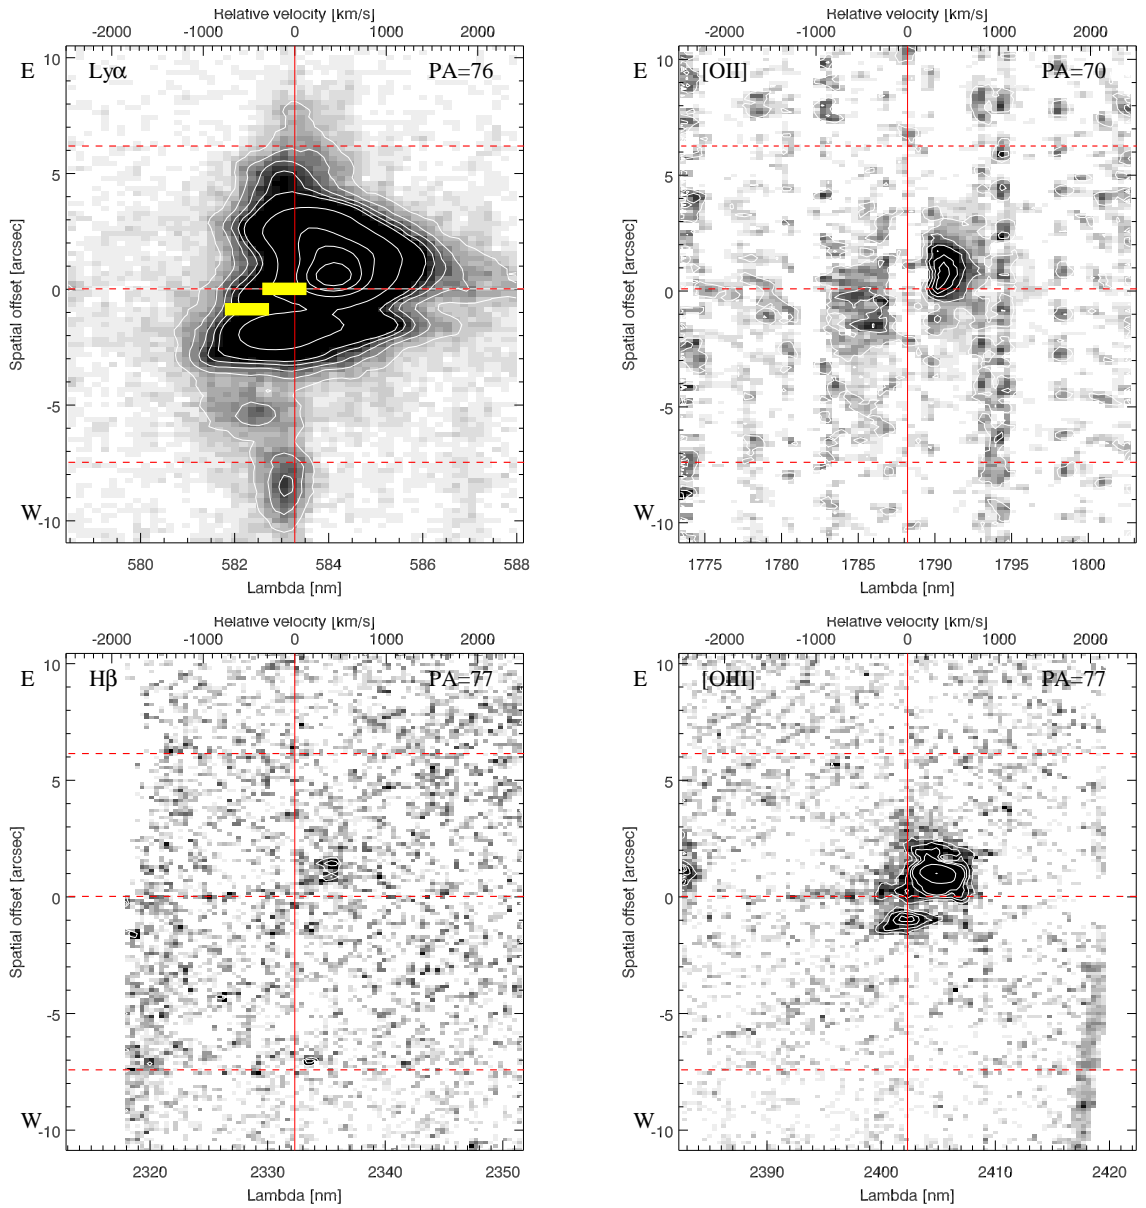 Relative velocity [km/s]
-2000 -1000 0 1000 2000
E Lyα PA=76
10
5
0
-5
-10
Spatial offset [arcsec]
W
580 582 584 586 588
Lambda [nm]
Relative velocity [km/s]
-2000 -1000 0 1000 2000
E [OII] PA=70
10
5
0
-5
-10
Spatial offset [arcsec]
W
1775 1780 1785 1790 1795 1800
Lambda [nm]
Relative velocity [km/s]
-2000 -1000 0 1000 2000
E Hβ PA=77
10
5
0
-5
-10
Spatial offset [arcsec]
W
2320 2330 2340 2350
Lambda [nm]
Relative velocity [km/s]
-2000 -1000 0 1000 2000
E [OIII] PA=77
10
5
0
-5
-10
Spatial offset [arcsec]
W
2390 2400 2410 2420
Lambda [nm]